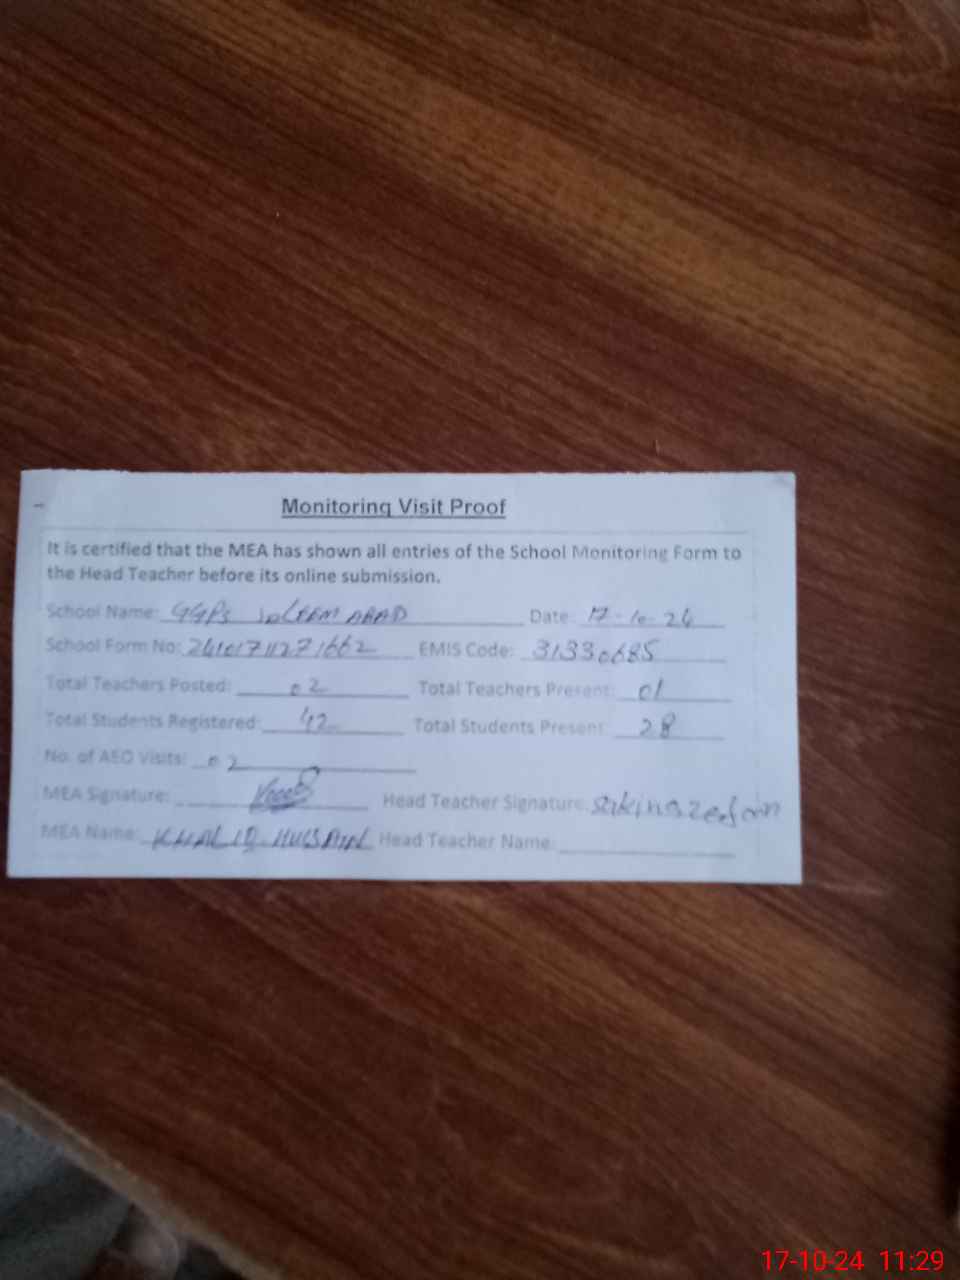 Monitoring Visit Proof
It is certified that the MEA has shown all entries of the School Monitoring Form to
the Head Teacher before its online submission.
School Name: GGPS ABAD Date: 17-10-24
School Form No: 24101711271662 EMIS Code: 31330685
Total Teachers Posted: 02 Total Teachers Present: 01
Total Students Registered: 42 Total Students Present: 28
No. of AEO Visits: 02
MEA Signature: Head Teacher Signature:
MEA Name: KHALID HUSSAIN Head Teacher Name:
17-10-24 11:29